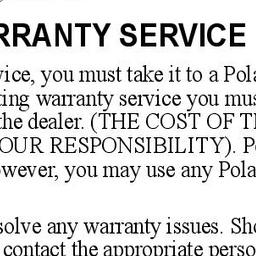 RRANTY SERVICE
vice, you must take it to a Pola
ting warranty service you mus
the dealer. (THE COST OF T
OUR RESPONSIBILITY). P
owever, you may use any Pola
solve any warranty issues. Sho
contact the appropriate perso